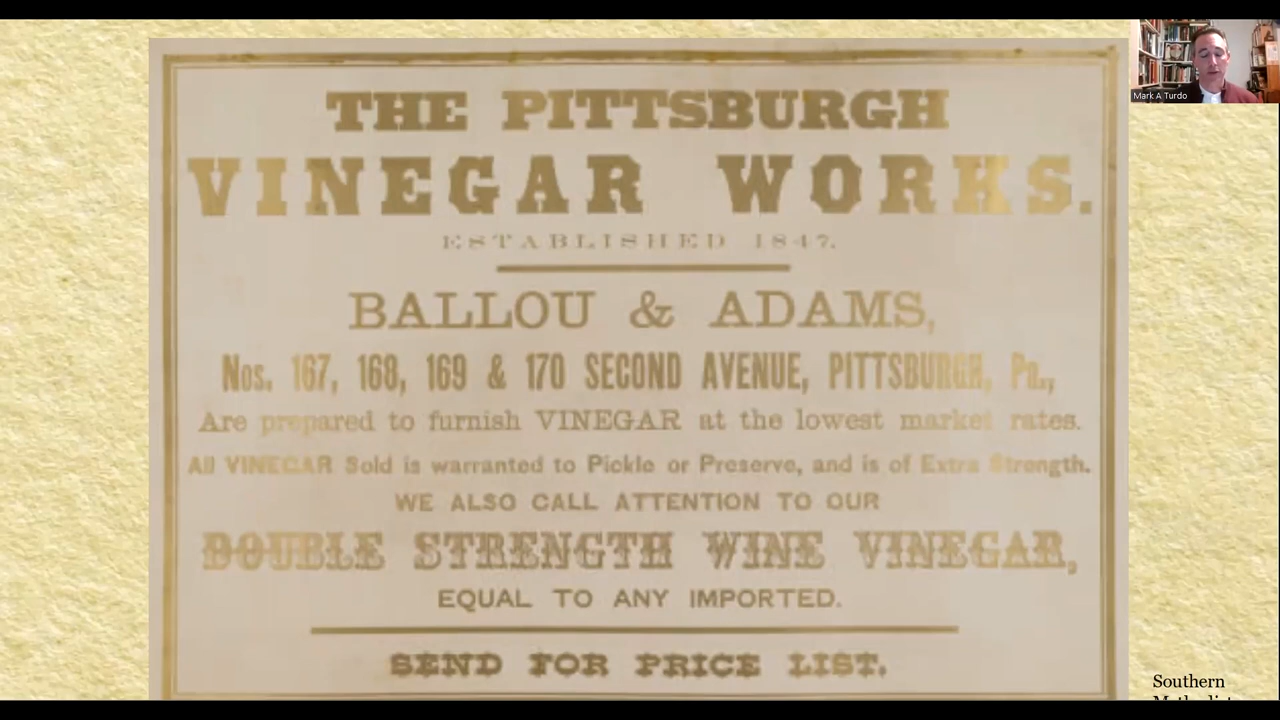 THE PITTSBURGH
VINEGAR WORKS.
ESTABLISHED 1847.
BALLOU & ADAMS,
Nos. 167, 168, 169 & 170 SECOND AVENUE, PITTSBURGH, Pa.,
Are prepared to furnish VINEGAR at the lowest market rates.
All VINEGAR Sold is warranted to Pickle or Preserve, and is of Extra Strength.
WE ALSO CALL ATTENTION TO OUR
DOUBLE STRENGTH WINE VINEGAR,
EQUAL TO ANY IMPORTED.
SEND FOR PRICE LIST.
Mark A Turdo
Southern